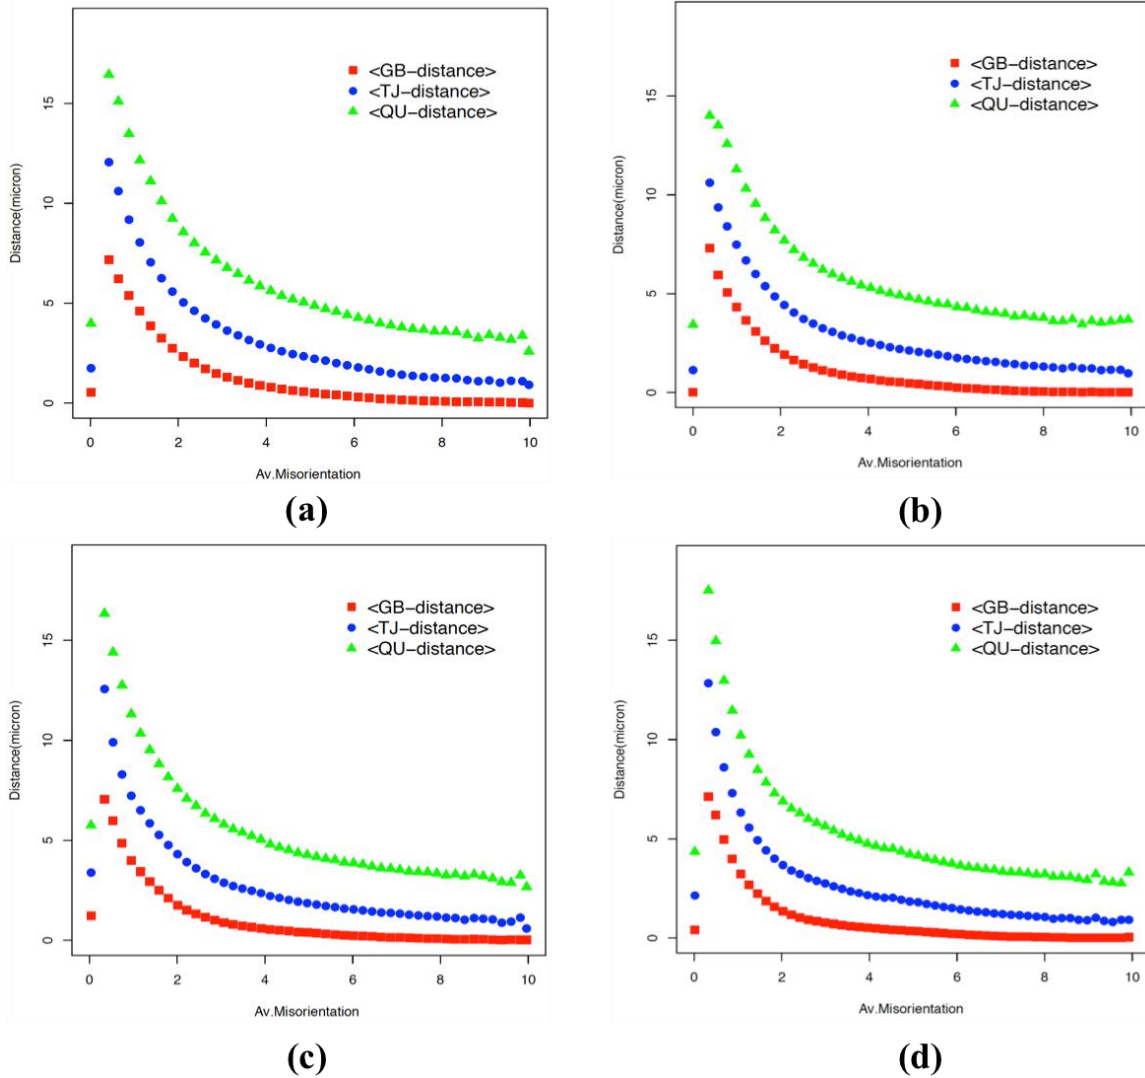 <GB-distance>
<TJ-distance>
<QU-distance>
Distance(micron)
15
10
5
0
0 2 4 6 8 10
Av.Misorientation
(a)
<GB-distance>
<TJ-distance>
<QU-distance>
Distance(micron)
15
10
5
0
0 2 4 6 8 10
Av.Misorientation
(b)
<GB-distance>
<TJ-distance>
<QU-distance>
Distance(micron)
15
10
5
0
0 2 4 6 8 10
Av.Misorientation
(c)
<GB-distance>
<TJ-distance>
<QU-distance>
Distance(micron)
15
10
5
0
0 2 4 6 8 10
Av.Misorientation
(d)